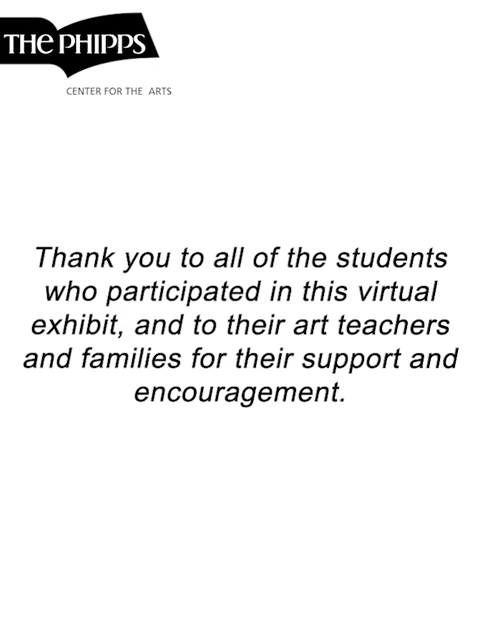 THE PHIPPS
CENTER FOR THE ARTS
Thank you to all of the students
who participated in this virtual
exhibit, and to their art teachers
and families for their support and
encouragement.